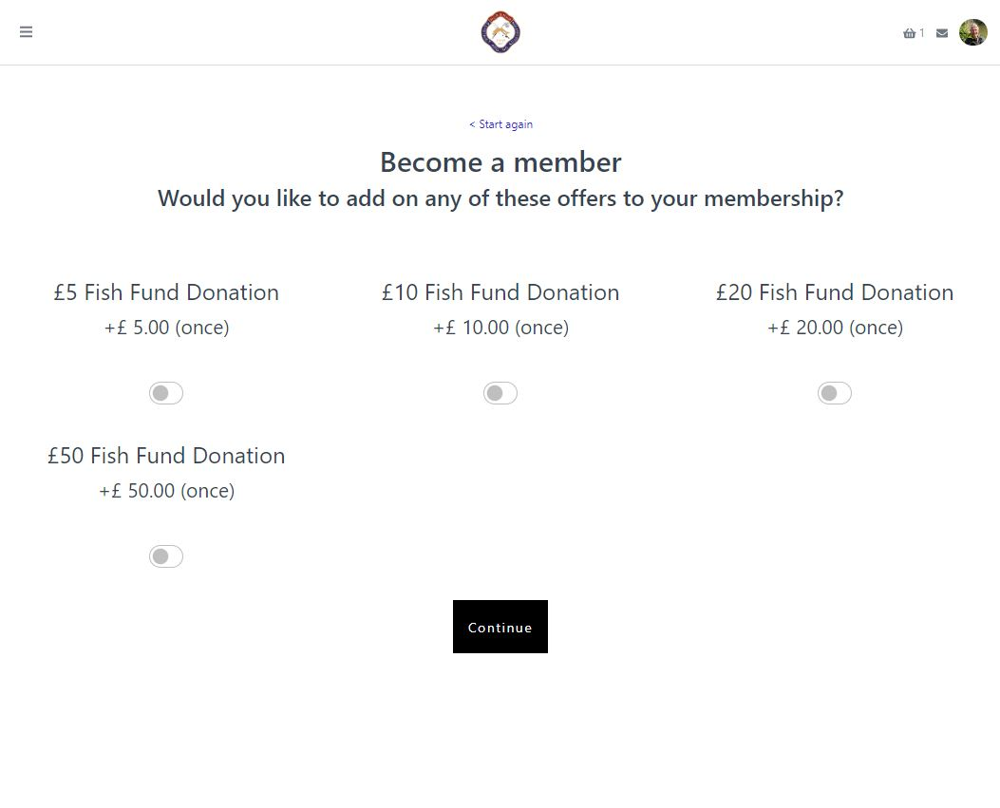 1
< Start again
Become a member
Would you like to add on any of these offers to your membership?
£5 Fish Fund Donation
+£ 5.00 (once)
£10 Fish Fund Donation
+£ 10.00 (once)
£20 Fish Fund Donation
+£ 20.00 (once)
£50 Fish Fund Donation
+£ 50.00 (once)
Continue